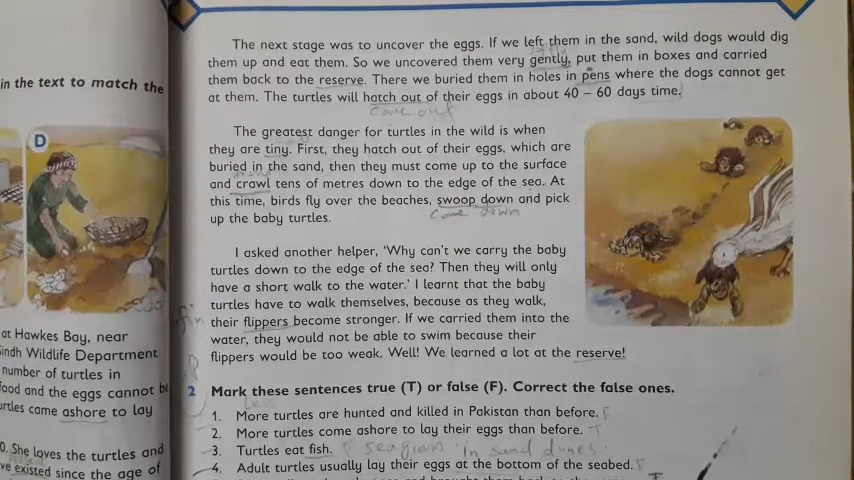 The next stage was to uncover the eggs. If we left them in the sand, wild dogs would dig
them up and eat them. So we uncovered them very gently, put them in boxes and carried
them back to the reserve. There we buried them in holes in pens where the dogs cannot get
at them. The turtles will hatch out of their eggs in about 40 – 60 days time.
come out
The greatest danger for turtles in the wild is when
they are tiny. First, they hatch out of their eggs, which are
buried in the sand, then they must come up to the surface
and crawl tens of metres down to the edge of the sea. At
this time, birds fly over the beaches, swoop down and pick
come down
up the baby turtles.
I asked another helper, 'Why can't we carry the baby
turtles down to the edge of the sea? Then they will only
have a short walk to the water.' I learnt that the baby
turtles have to walk themselves, because as they walk,
their flippers become stronger. If we carried them into the
water, they would not be able to swim because their
flippers would be too weak. Well! We learned a lot at the reserve!
2 Mark these sentences true (T) or false (F). Correct the false ones.
Less
1. More turtles are hunted and killed in Pakistan than before. F
2. More turtles come ashore to lay their eggs than before. T
3. Turtles eat fish. F seagrass in sand dunes.
4. Adult turtles usually lay their eggs at the bottom of the seabed. F
in the text to match the
D
at Hawkes Bay, near
Sindh Wildlife Department
number of turtles in
food and the eggs cannot be
urtles came ashore to lay
0. She loves the turtles and
ve existed since the age of